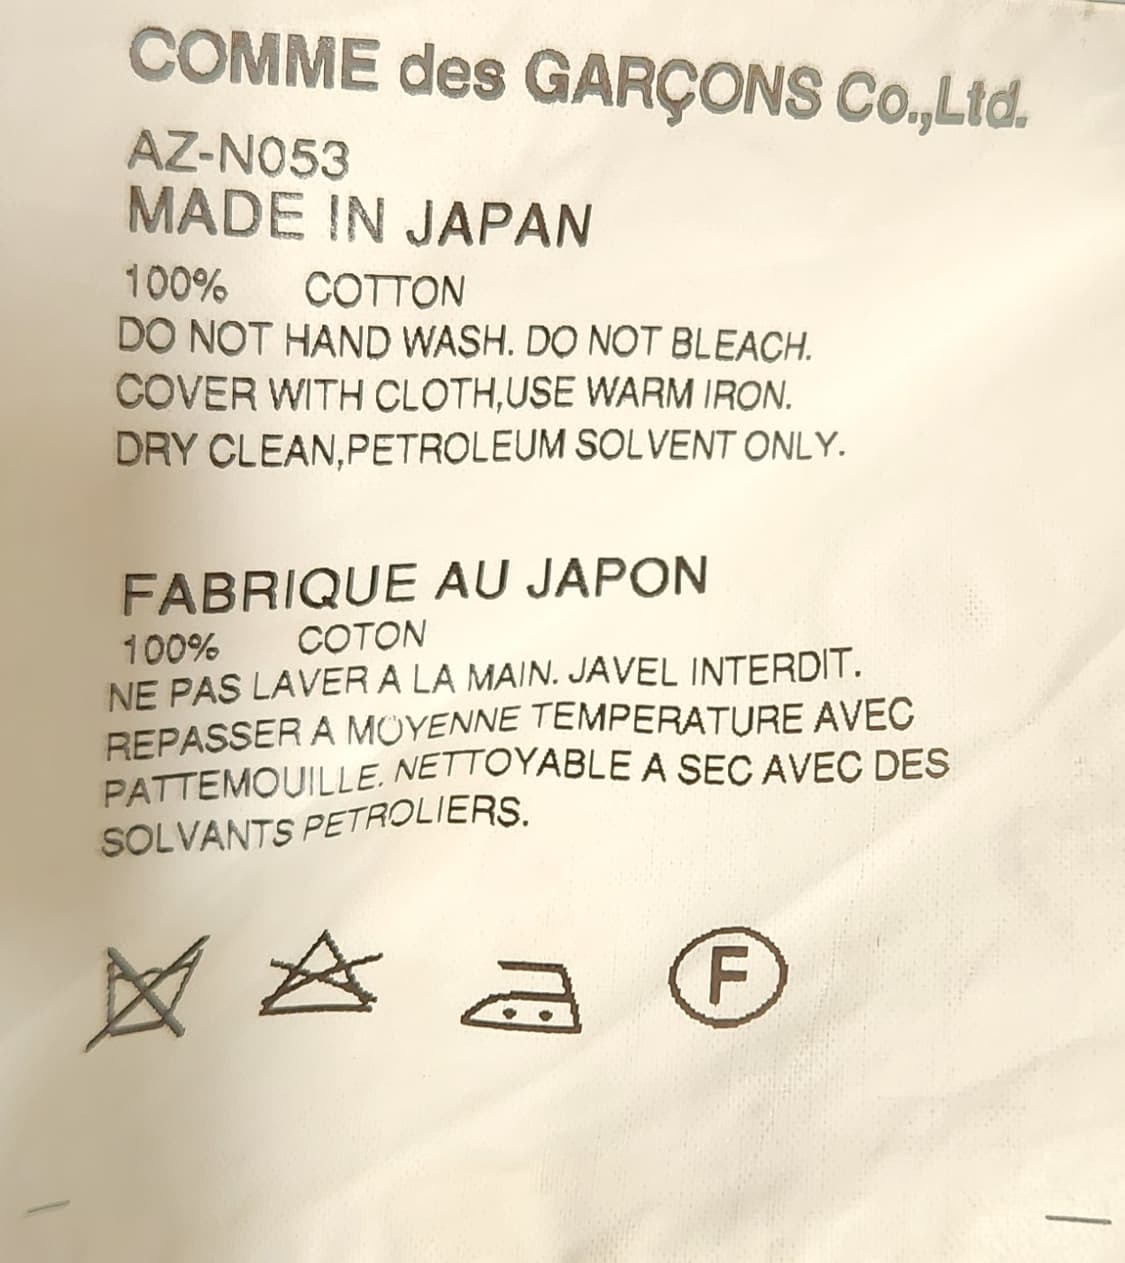 COMME des GARÇONS Co.,Ltd.
AZ-N053
MADE IN JAPAN
100% COTTON
DO NOT HAND WASH. DO NOT BLEACH.
COVER WITH CLOTH,USE WARM IRON.
DRY CLEAN,PETROLEUM SOLVENT ONLY.
FABRIQUE AU JAPON
100% COTON
NE PAS LAVER A LA MAIN. JAVEL INTERDIT.
REPASSER A MOYENNE TEMPERATURE AVEC
PATTEMOUILLE. NETTOYABLE A SEC AVEC DES
SOLVANTS PETROLIERS.
F